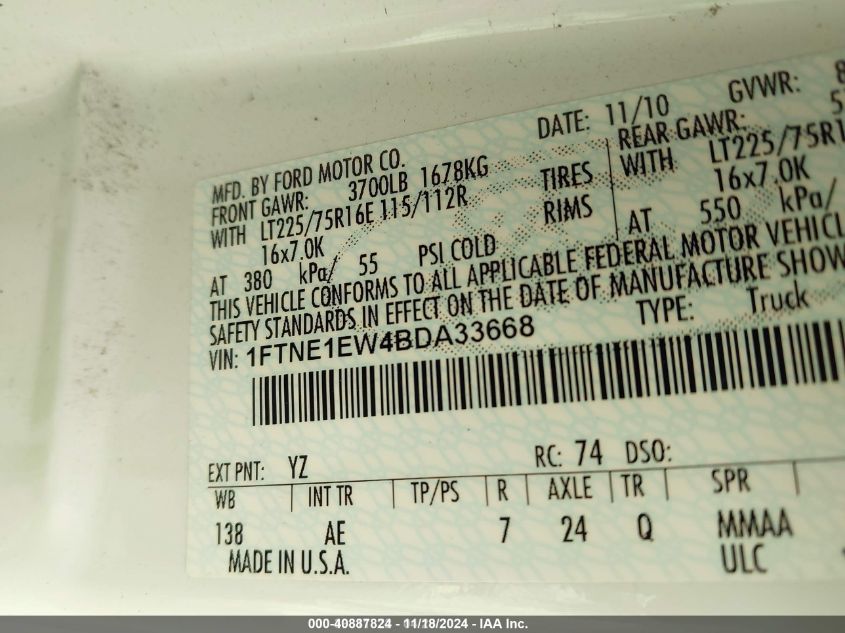 MFD. BY FORD MOTOR CO. DATE: 11/10 GVWR: 8
FRONT GAWR: 3700LB 1678KG REAR GAWR: 5
WITH LT225/75R16E 115/112R TIRES WITH LT225/75R1
16x7.0K RIMS 16x7.0K
AT 380 kPa/ 55 PSI COLD AT 550 kPa/
THIS VEHICLE CONFORMS TO ALL APPLICABLE FEDERAL MOTOR VEHICL
SAFETY STANDARDS IN EFFECT ON THE DATE OF MANUFACTURE SHOW
VIN: 1FTNE1EW4BDA33668 TYPE: Truck
EXT PNT: YZ RC: 74 DSO:
WB INT TR TP/PS R AXLE TR SPR
138 AE 7 24 Q MMAA
MADE IN U.S.A. ULC
000-40887824 - 11/18/2024 - IAA Inc.